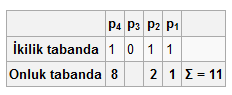 p4 p3 p2 p1
İkilik tabanda 1 0 1 1
Onluk tabanda 8 2 1 Σ = 11